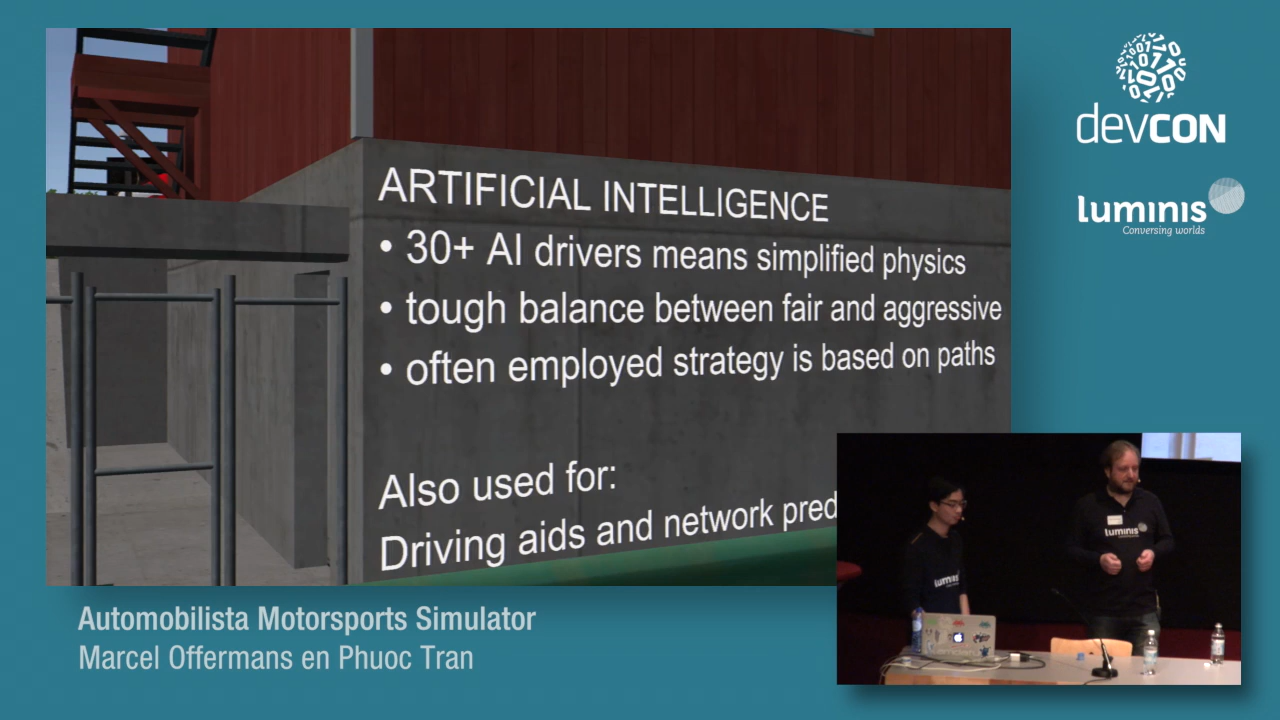 ARTIFICIAL INTELLIGENCE
• 30+ AI drivers means simplified physics
• tough balance between fair and aggressive
• often employed strategy is based on paths
Also used for:
Driving aids and network pred
devCON
luminis
Conversing worlds
luminis
Automobilista Motorsports Simulator
Marcel Offermans en Phuoc Tran